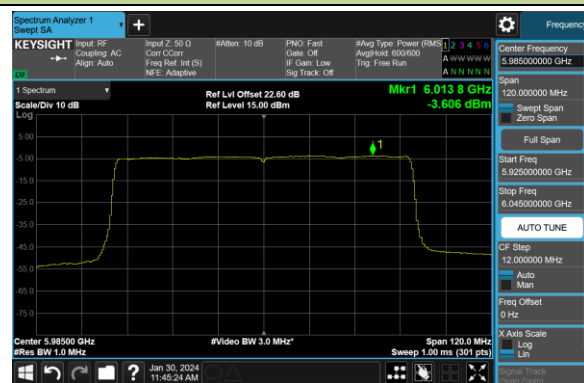 Spectrum Analyzer 1
Swept SA
Frequency
KEYSIGHT
Input: RF
Coupling: AC
Align: Auto
Input Z: 50 Ω
Corr CCorr
Freq Ref: Int (S)
NFE: Adaptive
#Atten: 10 dB
PNO: Fast
Gate: Off
IF Gain: Low
Sig Track: Off
#Avg Type: Power (RMS
Avg|Hold: 600/600
Trig: Free Run
1 2 3 4 5 6
A W W W W W
A N N N N N
1 Spectrum
Scale/Div 10 dB
Ref Lvl Offset 22.60 dB
Ref Level 15.00 dBm
Mkr1 6.013 8 GHz
-3.606 dBm
Log
5.00
-5.00
-15.0
-25.0
-35.0
-45.0
-55.0
-65.0
-75.0
1
Center 5.98500 GHz
#Res BW 1.0 MHz
#Video BW 3.0 MHz*
Span 120.0 MHz
Sweep 1.00 ms (301 pts)
Jan 30, 2024
11:45:24 AM
Center Frequency
5.985000000 GHz
Span
120.000000 MHz
Swept Span
Zero Span
Full Span
Start Freq
5.925000000 GHz
Stop Freq
6.045000000 GHz
AUTO TUNE
CF Step
12.000000 MHz
Auto
Man
Freq Offset
0 Hz
X Axis Scale
Log
Lin
Signal Track